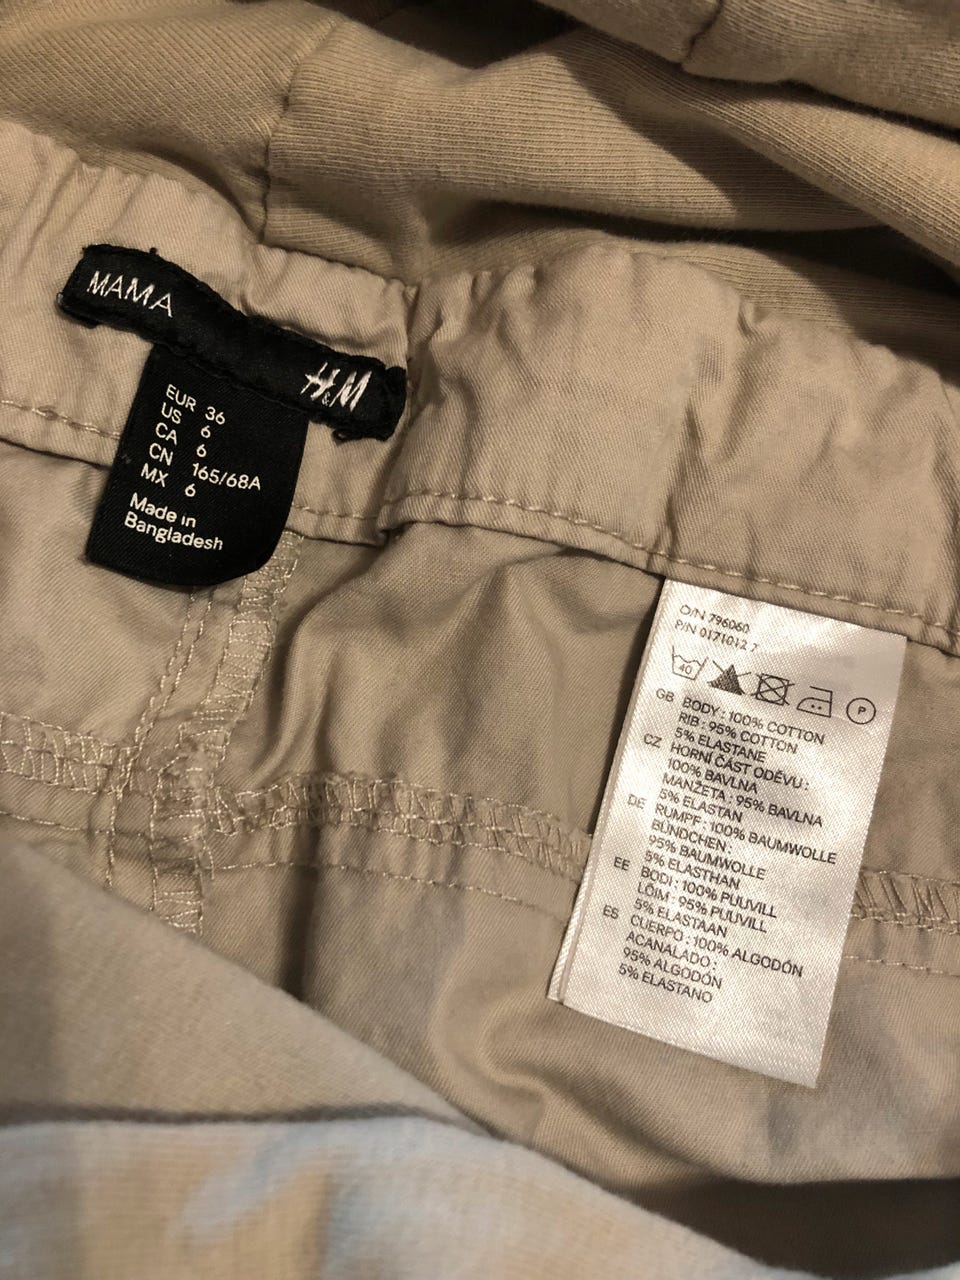 MAMA
H&M
EUR 36
US 6
CA 6
CN 165/68A
MX 6
Made in
Bangladesh
O/N 796060
P/N 0171012 7
40
P
GB BODY : 100% COTTON
RIB : 95% COTTON
5% ELASTANE
CZ HORNÍ ČÁST ODĚVU :
100% BAVLNA
MANŽETA : 95% BAVLNA
5% ELASTAN
DE RUMPF : 100% BAUMWOLLE
BÜNDCHEN :
95% BAUMWOLLE
5% ELASTHAN
EE BODI : 100% PUUVILL
LÕIM : 95% PUUVILL
5% ELASTAAN
ES CUERPO : 100% ALGODÓN
ACANALADO :
95% ALGODÓN
5% ELASTANO